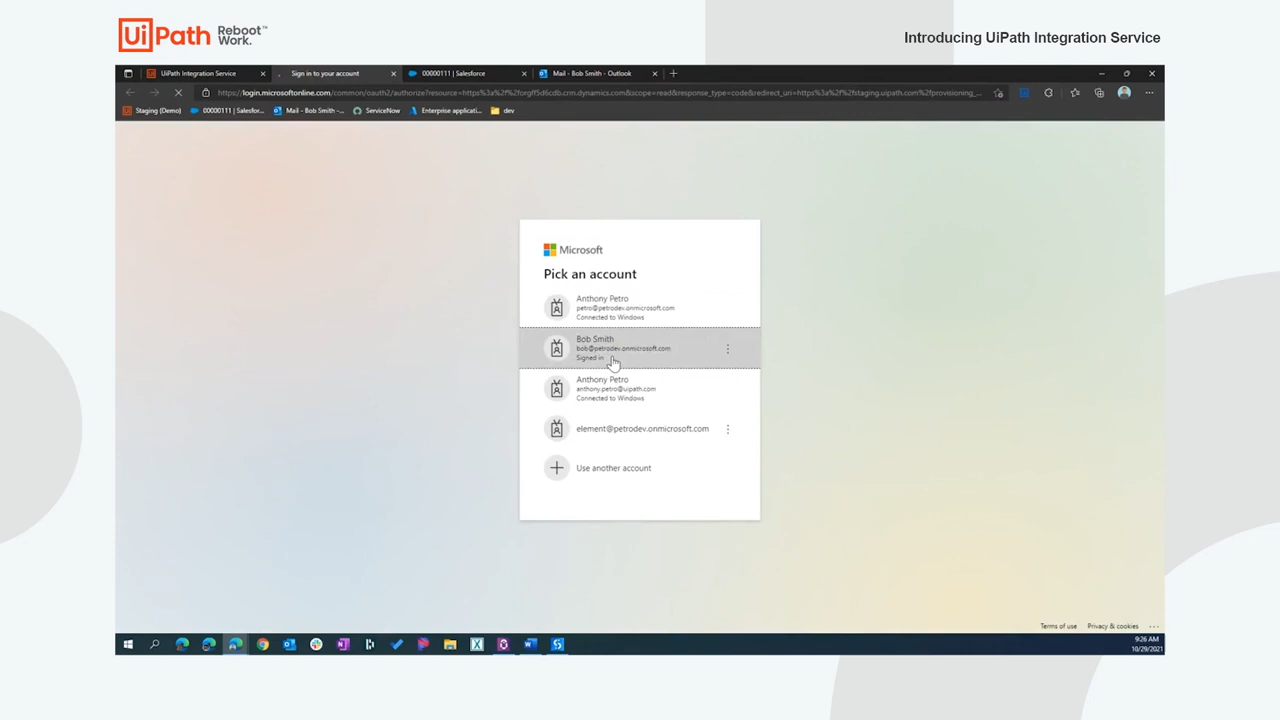 UiPath Reboot Work.™
Introducing UiPath Integration Service
UiPath Integration Service
Sign in to your account
00000111 | Salesforce
Mail - Bob Smith - Outlook
Staging (Demo)
00000111 | Salesfor...
Mail - Bob Smith -...
ServiceNow
Enterprise applicati...
dev
Microsoft
Pick an account
Anthony Petro
petro@petrodev.onmicrosoft.com
Connected to Windows
Bob Smith
bob@petrodev.onmicrosoft.com
Signed in
Anthony Petro
anthony.petro@uipath.com
Connected to Windows
element@petrodev.onmicrosoft.com
Use another account
Terms of use
Privacy & cookies
...
9:26 AM
10/29/2021